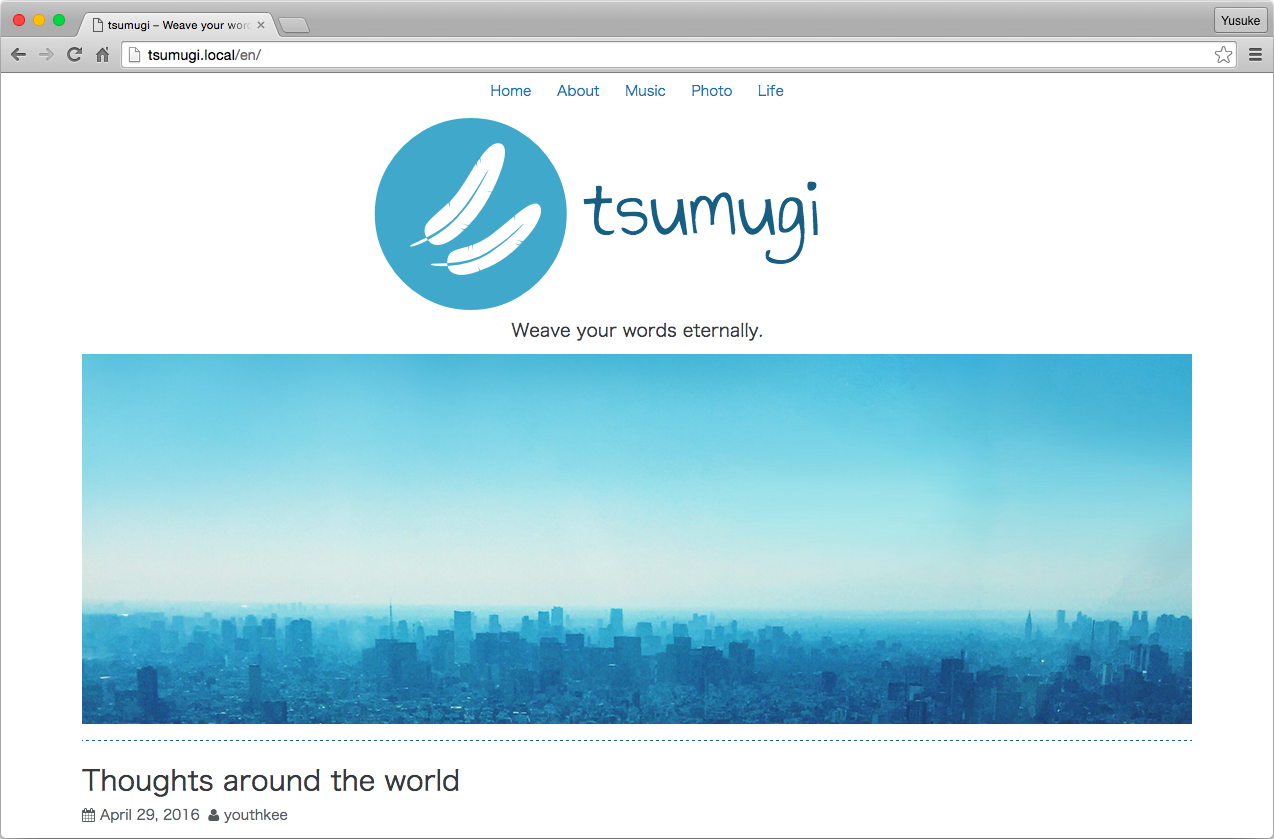 tsumugi – Weave your word
Yusuke
tsumugi.local/en/
Home About Music Photo Life
tsumugi
Weave your words eternally.
Thoughts around the world
April 29, 2016 youthkee